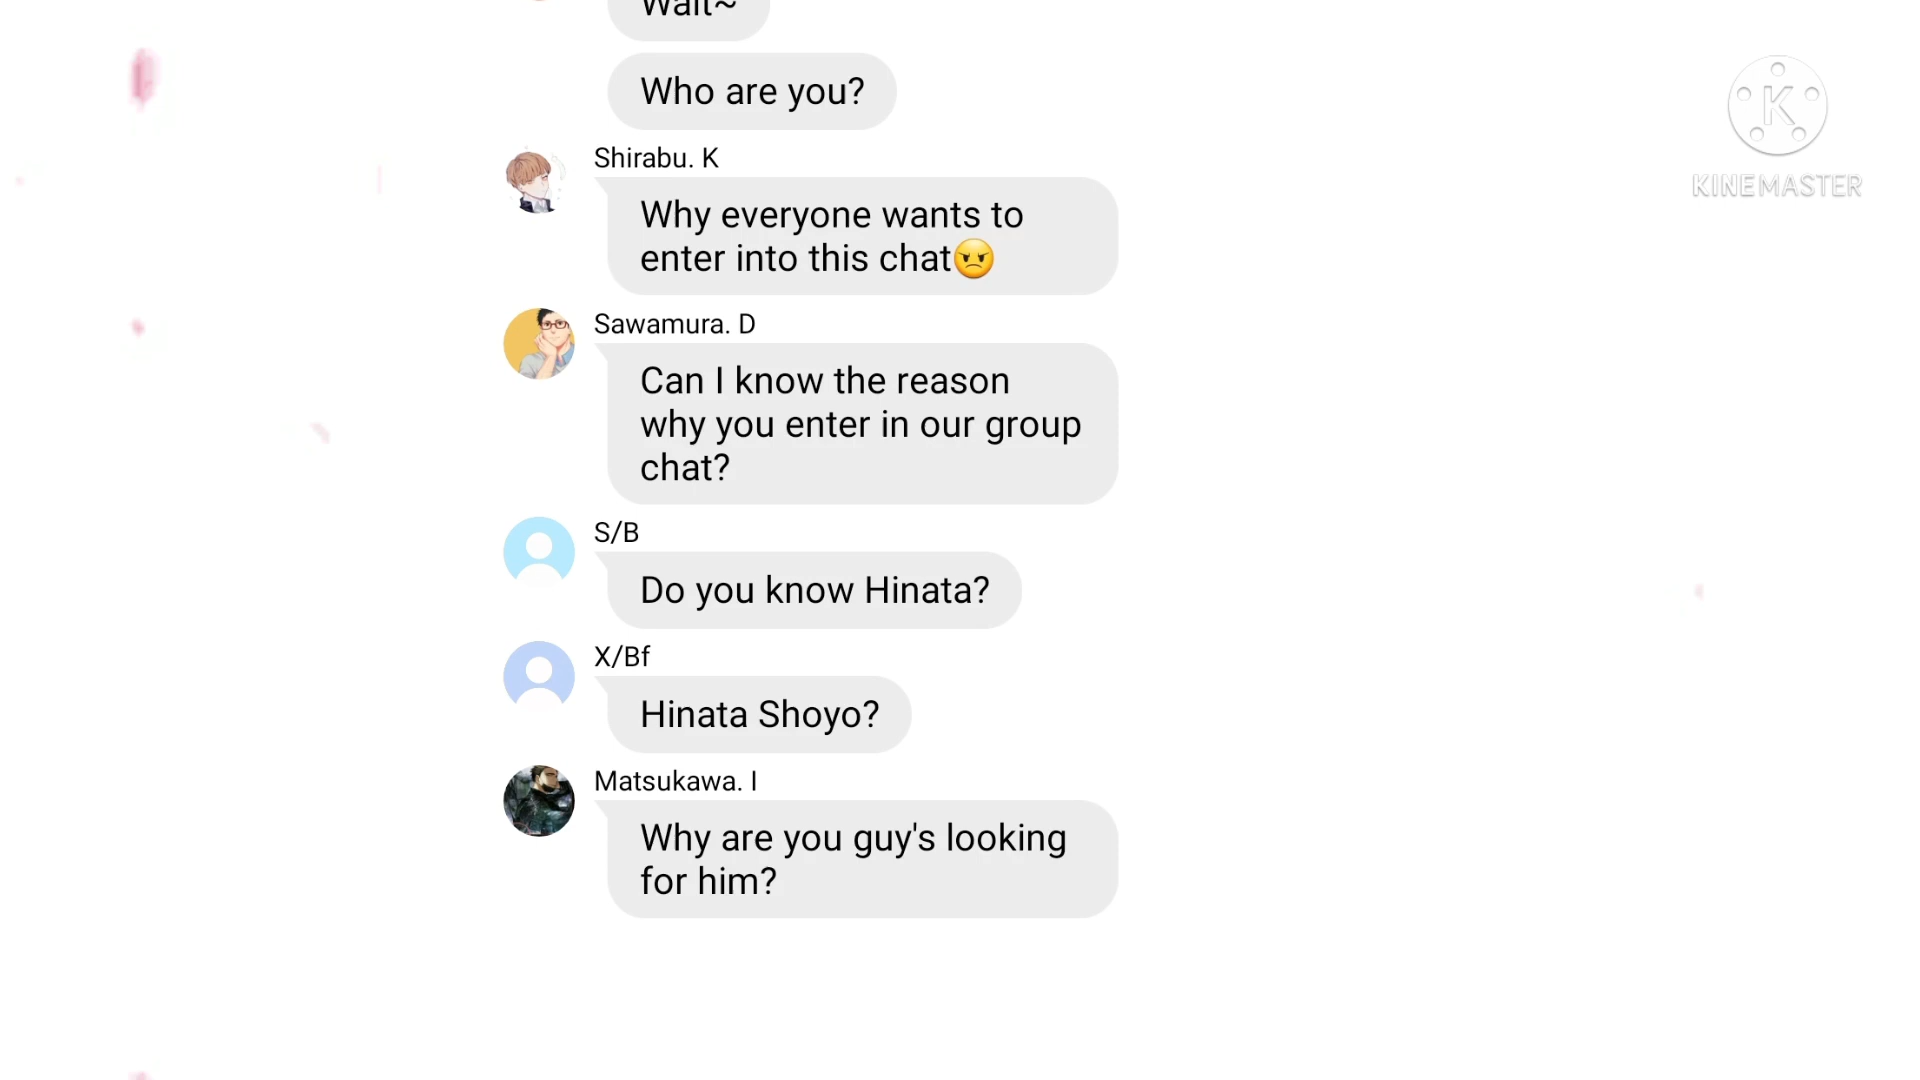 Wait~
Who are you?
Shirabu. K
Why everyone wants to
enter into this chat😠
Sawamura. D
Can I know the reason
why you enter in our group
chat?
S/B
Do you know Hinata?
X/Bf
Hinata Shoyo?
Matsukawa. I
Why are you guy's looking
for him?
K
KINEMASTER